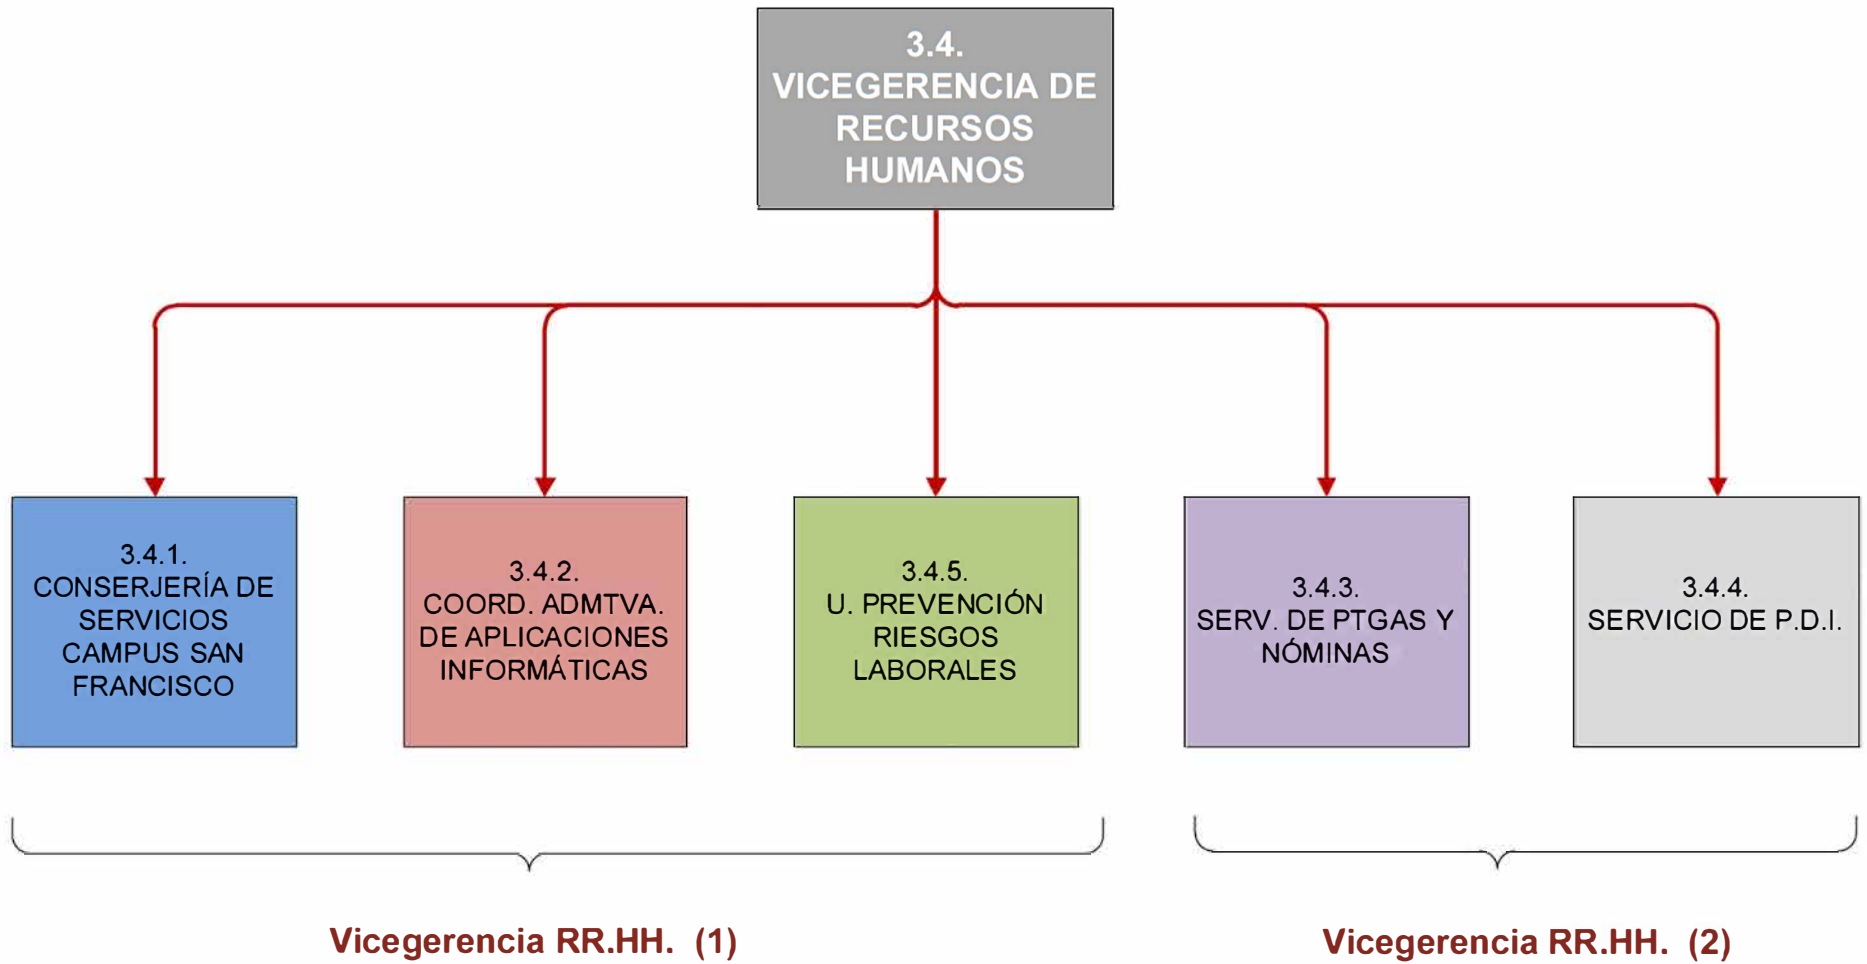 3.4.
VICEGERENCIA DE
RECURSOS
HUMANOS
3.4.1.
CONSERJERÍA DE
SERVICIOS
CAMPUS SAN
FRANCISCO
3.4.2.
COORD. ADMTVA.
DE APLICACIONES
INFORMÁTICAS
3.4.5.
U. PREVENCIÓN
RIESGOS
LABORALES
3.4.3.
SERV. DE PTGAS Y
NÓMINAS
3.4.4.
SERVICIO DE P.D.I.
Vicegerencia RR.HH. (1)
Vicegerencia RR.HH. (2)